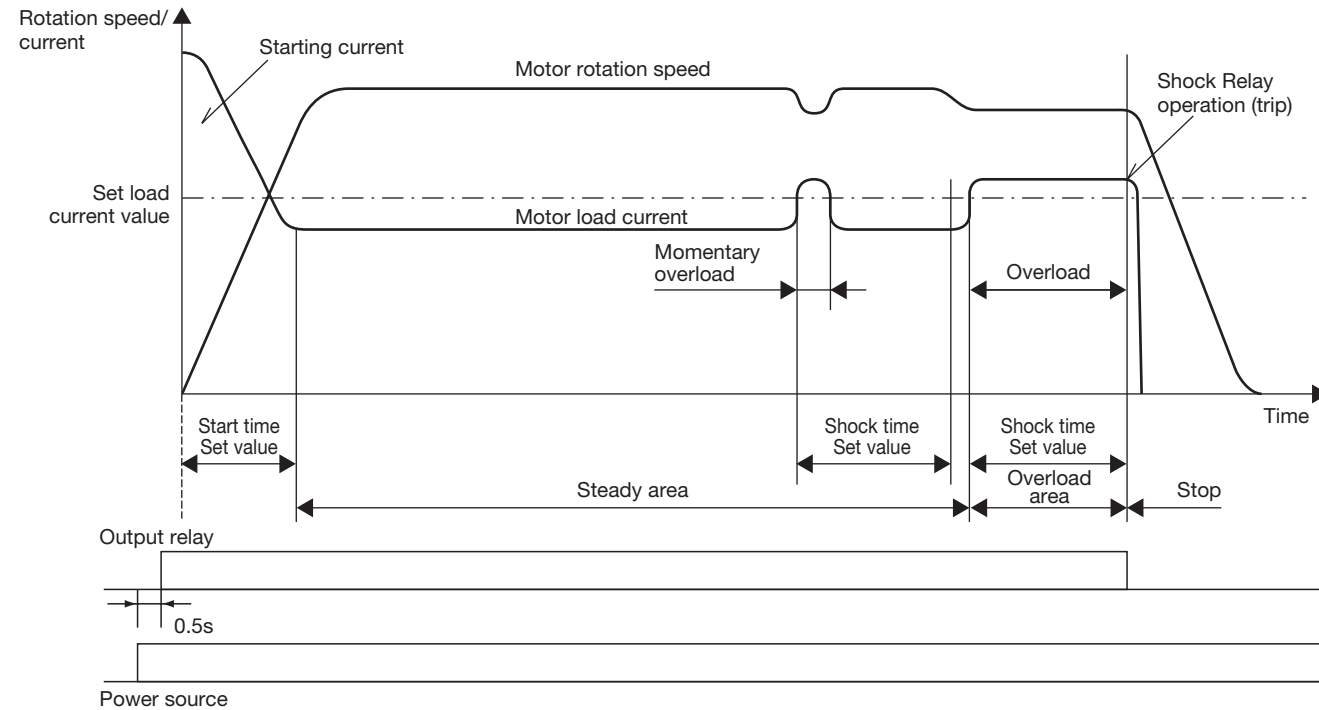 Rotation speed/
current
Starting current
Motor rotation speed
Shock Relay
operation (trip)
Set load
current value
Motor load current
Momentary
overload
Overload
Time
Start time
Set value
Shock time
Set value
Shock time
Set value
Steady area
Overload
area
Stop
Output relay
0.5s
Power source